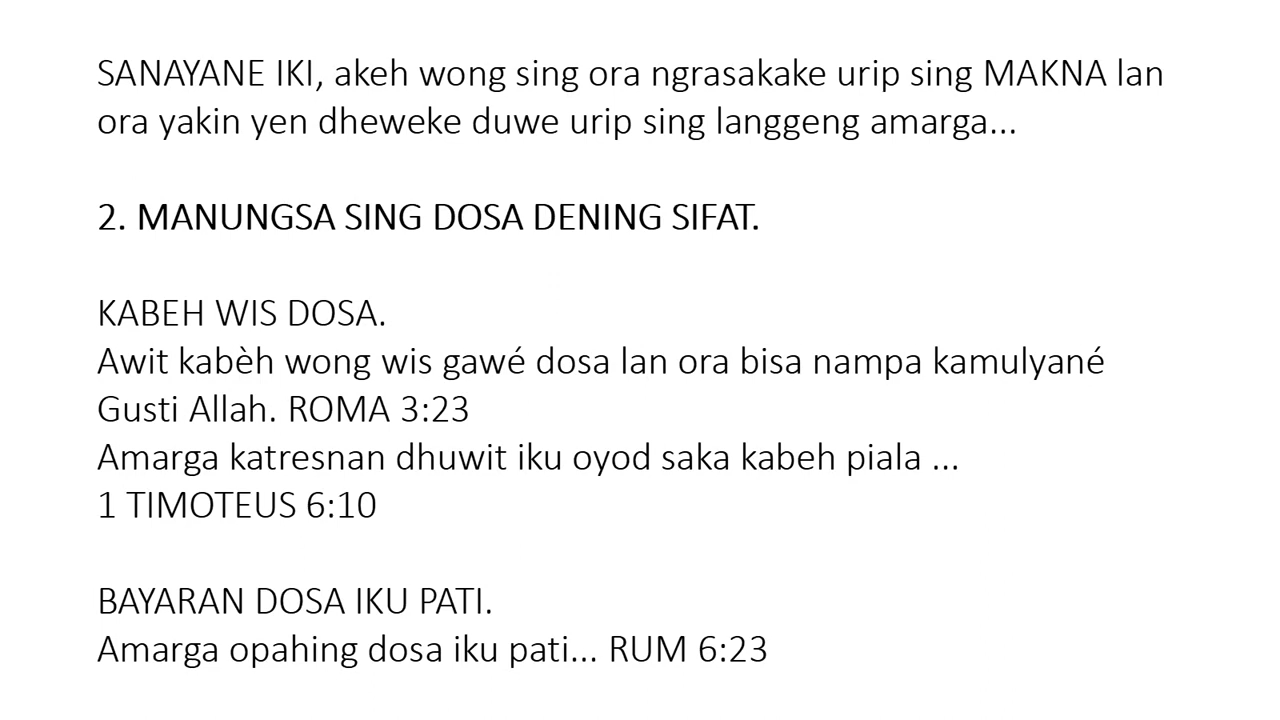 SANAYANE IKI, akeh wong sing ora ngrasakake urip sing MAKNA lan
ora yakin yen dheweke duwe urip sing langgeng amarga...
2. MANUNGSA SING DOSA DENING SIFAT.
KABEH WIS DOSA.
Awit kabèh wong wis gawé dosa lan ora bisa nampa kamulyané
Gusti Allah. ROMA 3:23
Amarga katresnan dhuwit iku oyod saka kabeh piala ...
1 TIMOTEUS 6:10
BAYARAN DOSA IKU PATI.
Amarga opahing dosa iku pati... RUM 6:23